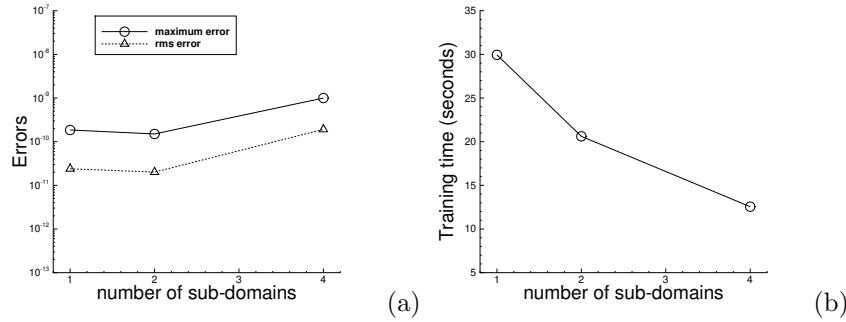 10^-7
10^-8
10^-9
10^-10
10^-11
10^-12
10^-13
Errors
maximum error
rms error
1
2
3
4
number of sub-domains
(a)
35
30
25
20
15
10
5
Training time (seconds)
1
2
3
4
number of sub-domains
(b)